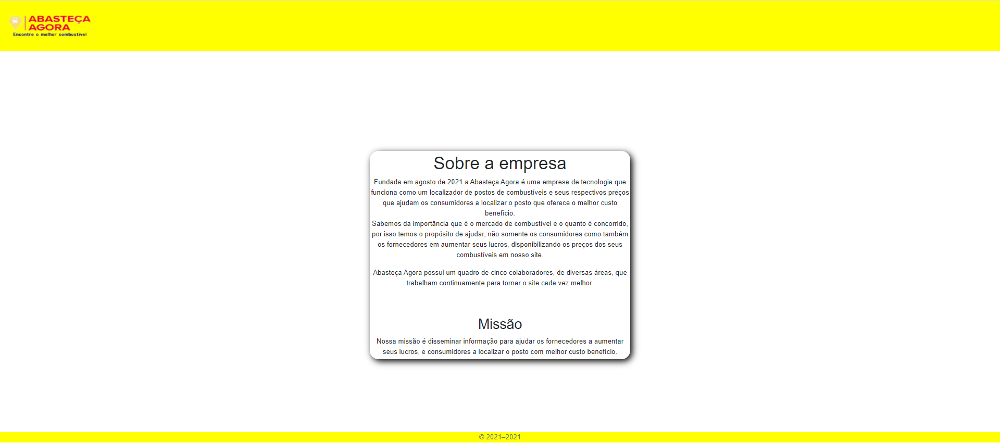 ABASTEÇA
AGORA
Encontre o melhor combustível
Sobre a empresa
Fundada em agosto de 2021 a Abasteça Agora é uma empresa de tecnologia que
funciona como um localizador de postos de combustíveis e seus respectivos preços
que ajudam os consumidores a localizar o posto que oferece o melhor custo
benefício.
Sabemos da importância que é o mercado de combustível e o quanto é concorrido,
por isso temos o propósito de ajudar, não somente os consumidores como também
os fornecedores em aumentar seus lucros, disponibilizando os preços dos seus
combustíveis em nosso site.
Abasteça Agora possui um quadro de cinco colaboradores, de diversas áreas, que
trabalham continuamente para tornar o site cada vez melhor.
Missão
Nossa missão é disseminar informação para ajudar os fornecedores a aumentar
seus lucros, e consumidores a localizar o posto com melhor custo benefício.
© 2021–2021